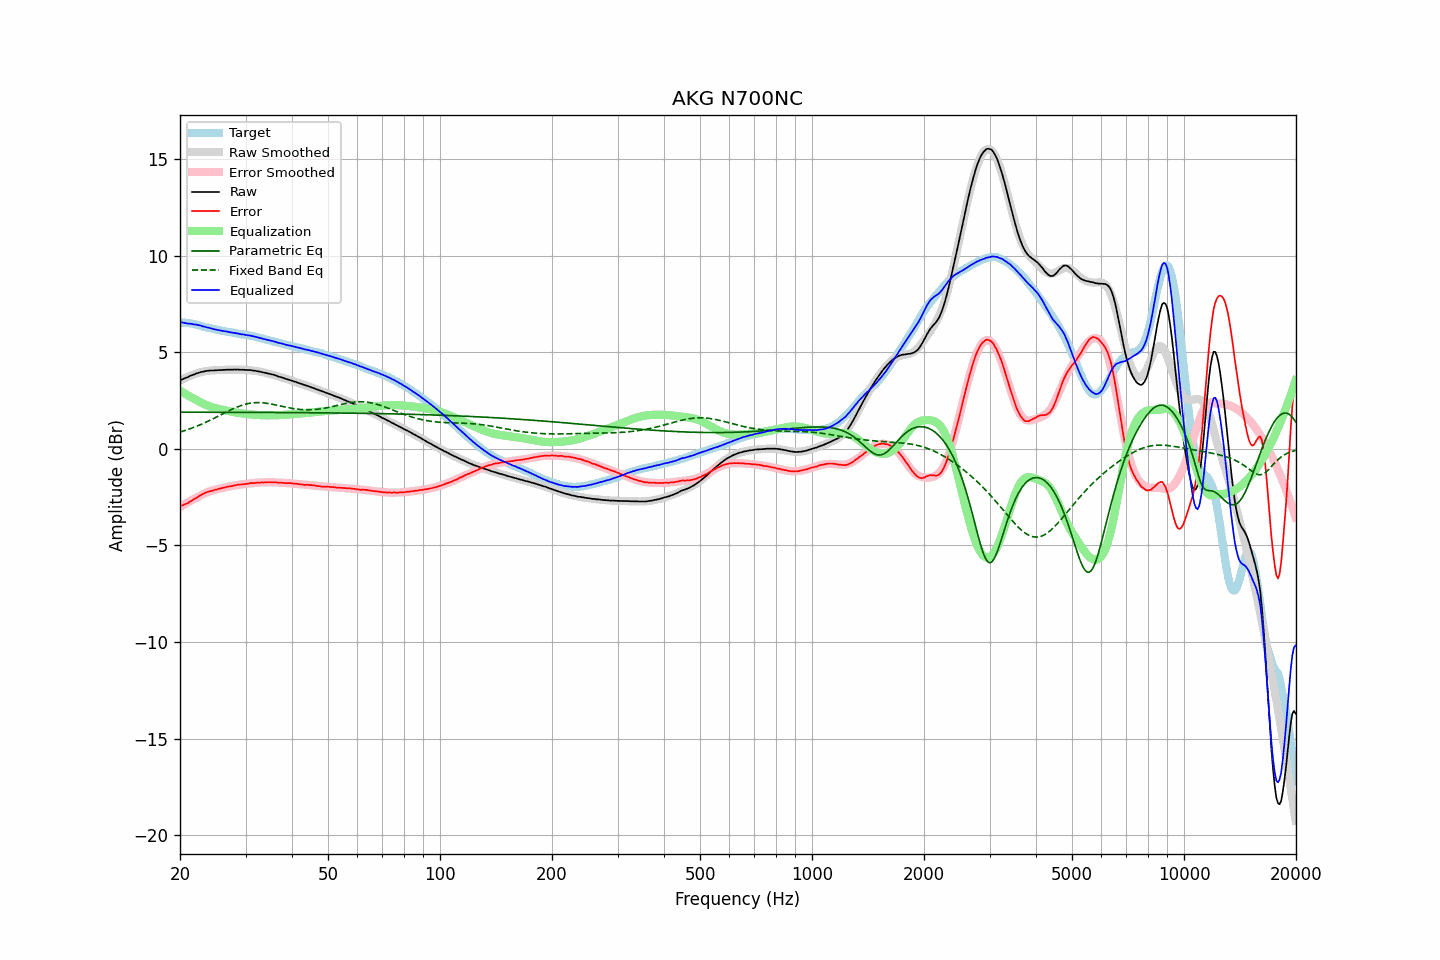 AKG N700NC
Target
Raw Smoothed
Error Smoothed
Raw
Error
Equalization
Parametric Eq
Fixed Band Eq
Equalized
15
10
5
0
−5
−10
−15
−20
Amplitude (dBr)
20 50 100 200 500 1000 2000 5000 10000 20000
Frequency (Hz)